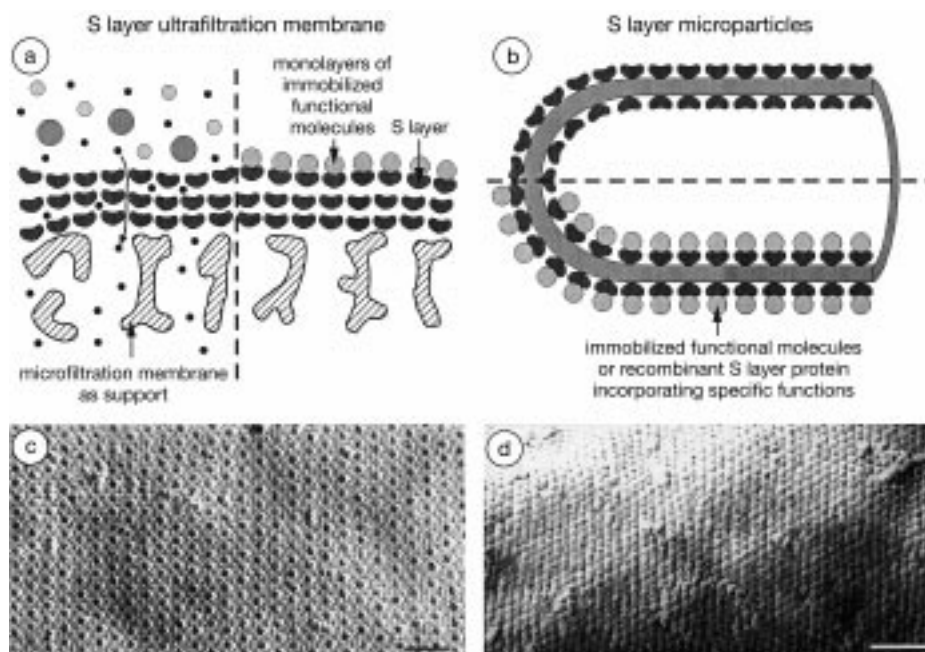 S layer ultrafiltration membrane
S layer microparticles
a
monolayers of
immobilized
functional
molecules
S layer
microfiltration membrane
as support
b
immobilized functional molecules
or recombinant S layer protein
incorporating specific functions
c
d